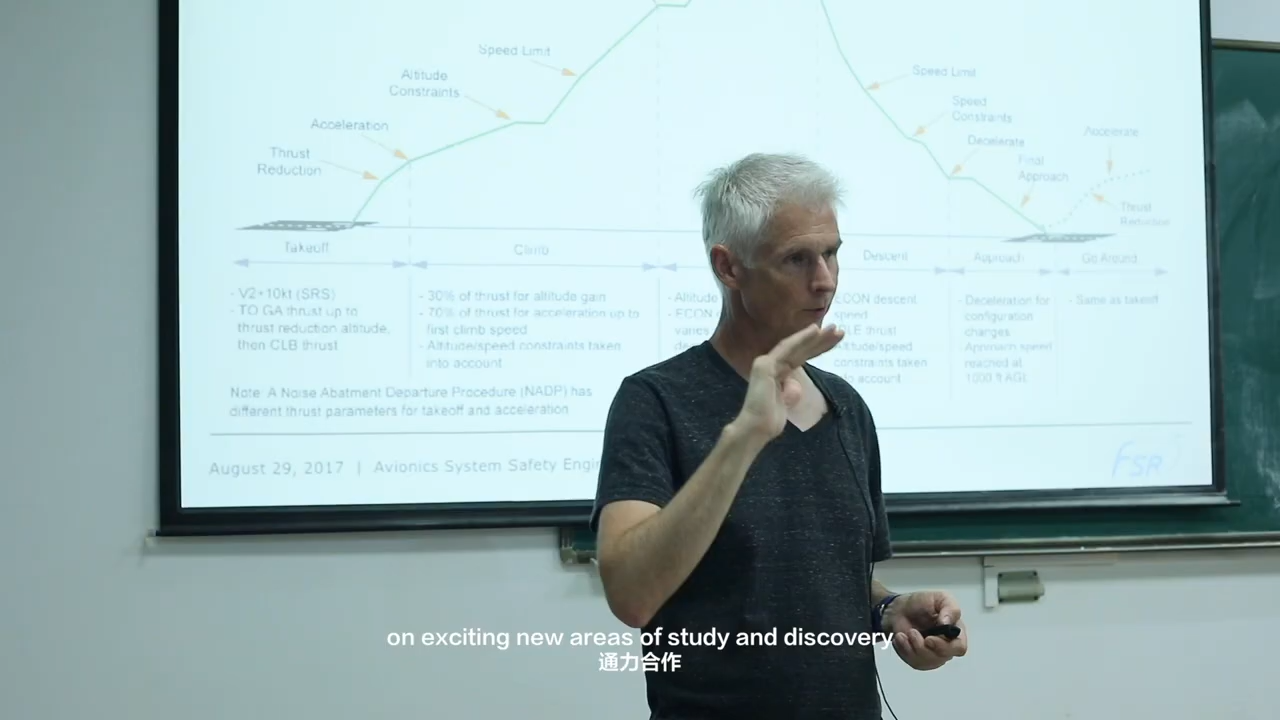 Speed Limit
Altitude
Constraints
Acceleration
Thrust
Reduction
Speed Limit
Speed
Constraints
Decelerate
Final
Approach
Accelerate
Thrust
Reduction
Takeoff
Climb
Descent
Approach
Go Around
- V2+10kt (SRS)
- TO GA thrust up to
thrust reduction altitude,
then CLB thrust
- 30% of thrust for altitude gain
- 70% of thrust for acceleration up to
first climb speed
- Altitude/speed constraints taken
into account
- Altitude
- ECON
varies
ECON descent
speed
thrust
constraints taken
account
- Deceleration for
configuration
changes
- Approach speed
reached at
1000 ft AGL
- Same as takeoff
Note: A Noise Abatment Departure Procedure (NADP) has
different thrust parameters for takeoff and acceleration
August 29, 2017 | Avionics System Safety
FSR
on exciting new areas of study and discovery
通力合作